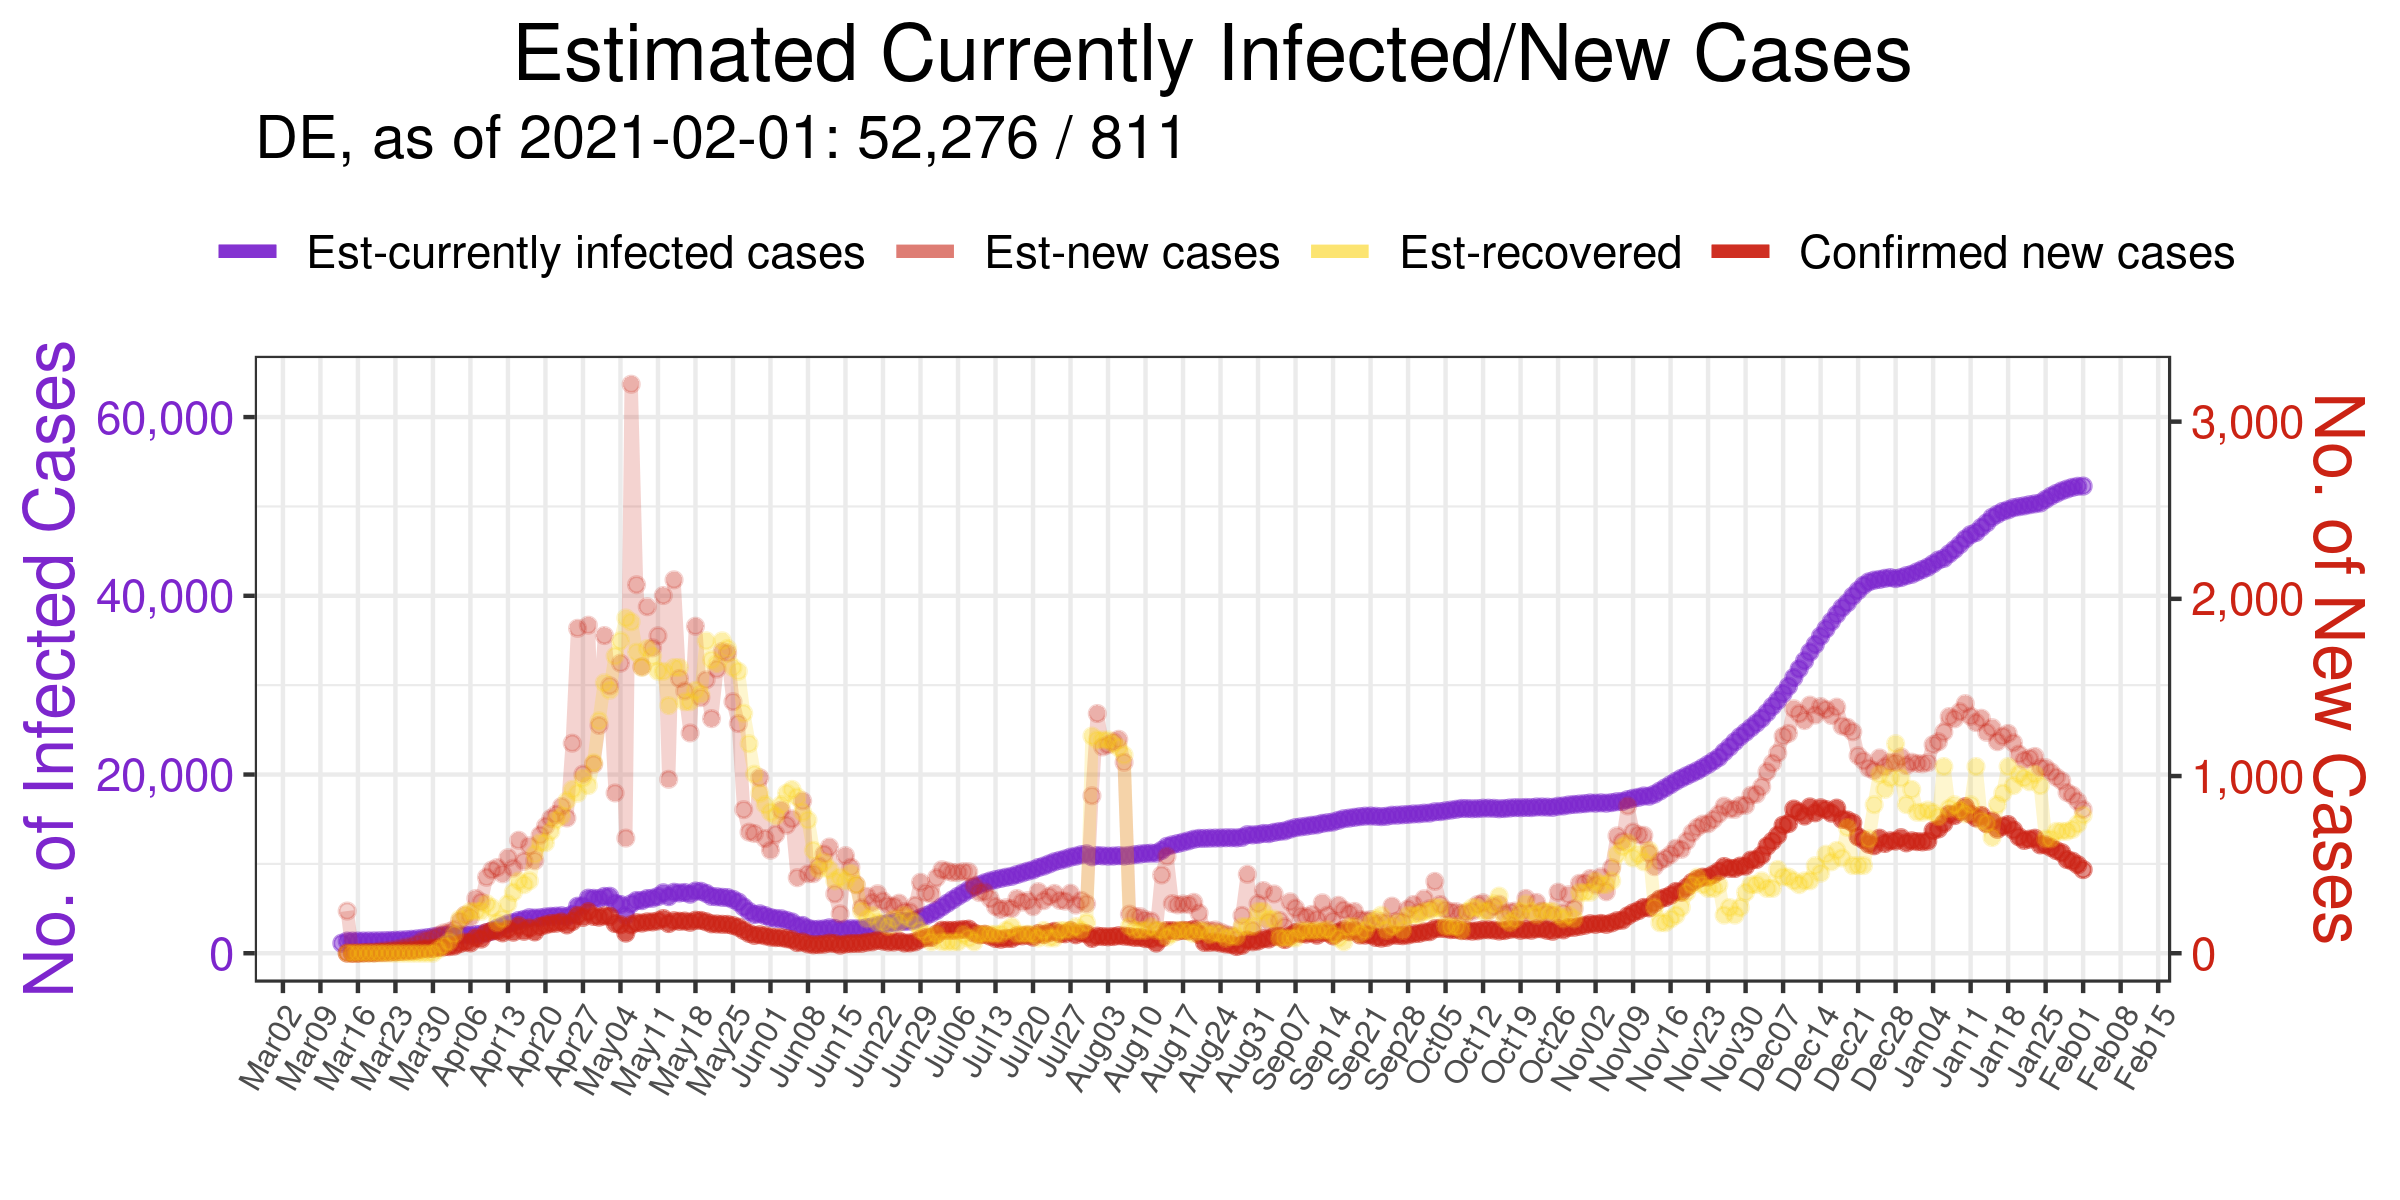 Estimated Currently Infected/New Cases
DE, as of 2021-02-01: 52,276 / 811
Est-currently infected cases Est-new cases Est-recovered Confirmed new cases
No. of Infected Cases
60,000
40,000
20,000
0
3,000
2,000
1,000
0
No. of New Cases
Mar02 Mar09 Mar16 Mar23 Mar30 Apr06 Apr13 Apr20 Apr27 May04 May11 May18 May25 Jun01 Jun08 Jun15 Jun22 Jun29 Jul06 Jul13 Jul20 Jul27 Aug03 Aug10 Aug17 Aug24 Aug31 Sep07 Sep14 Sep21 Sep28 Oct05 Oct12 Oct19 Oct26 Nov02 Nov09 Nov16 Nov23 Nov30 Dec07 Dec14 Dec21 Dec28 Jan04 Jan11 Jan18 Jan25 Feb01 Feb08 Feb15